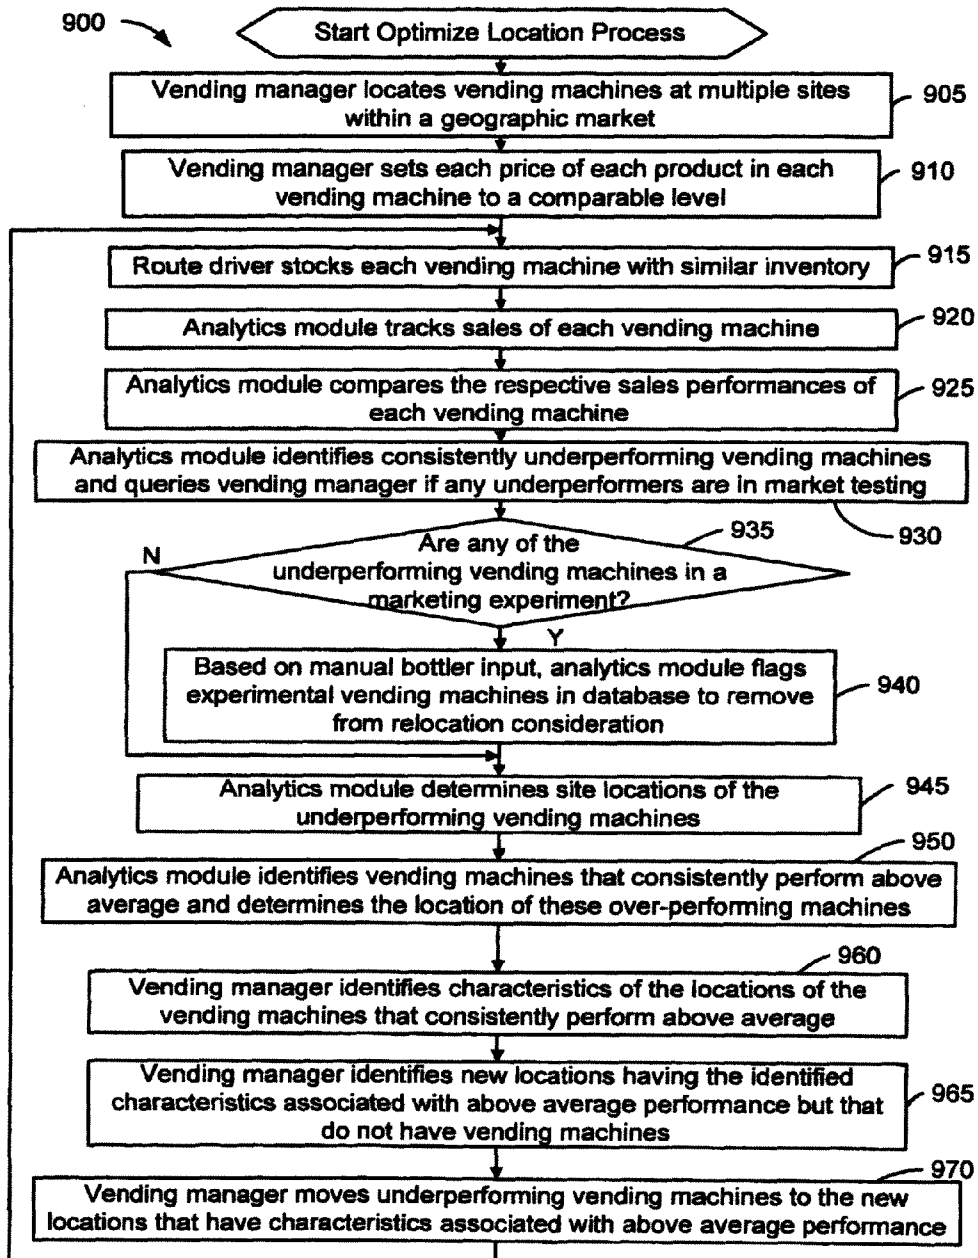 900
Start Optimize Location Process
Vending manager locates vending machines at multiple sites
within a geographic market
905
Vending manager sets each price of each product in each
vending machine to a comparable level
910
Route driver stocks each vending machine with similar inventory
915
Analytics module tracks sales of each vending machine
920
Analytics module compares the respective sales performances of
each vending machine
925
Analytics module identifies consistently underperforming vending machines
and queries vending manager if any underperformers are in market testing
930
935
Are any of the
underperforming vending machines in a
marketing experiment?
N
Y
Based on manual bottler input, analytics module flags
experimental vending machines in database to remove
from relocation consideration
940
Analytics module determines site locations of the
underperforming vending machines
945
950
Analytics module identifies vending machines that consistently perform above
average and determines the location of these over-performing machines
960
Vending manager identifies characteristics of the locations of the
vending machines that consistently perform above average
Vending manager identifies new locations having the identified
characteristics associated with above average performance but that
do not have vending machines
965
970
Vending manager moves underperforming vending machines to the new
locations that have characteristics associated with above average performance